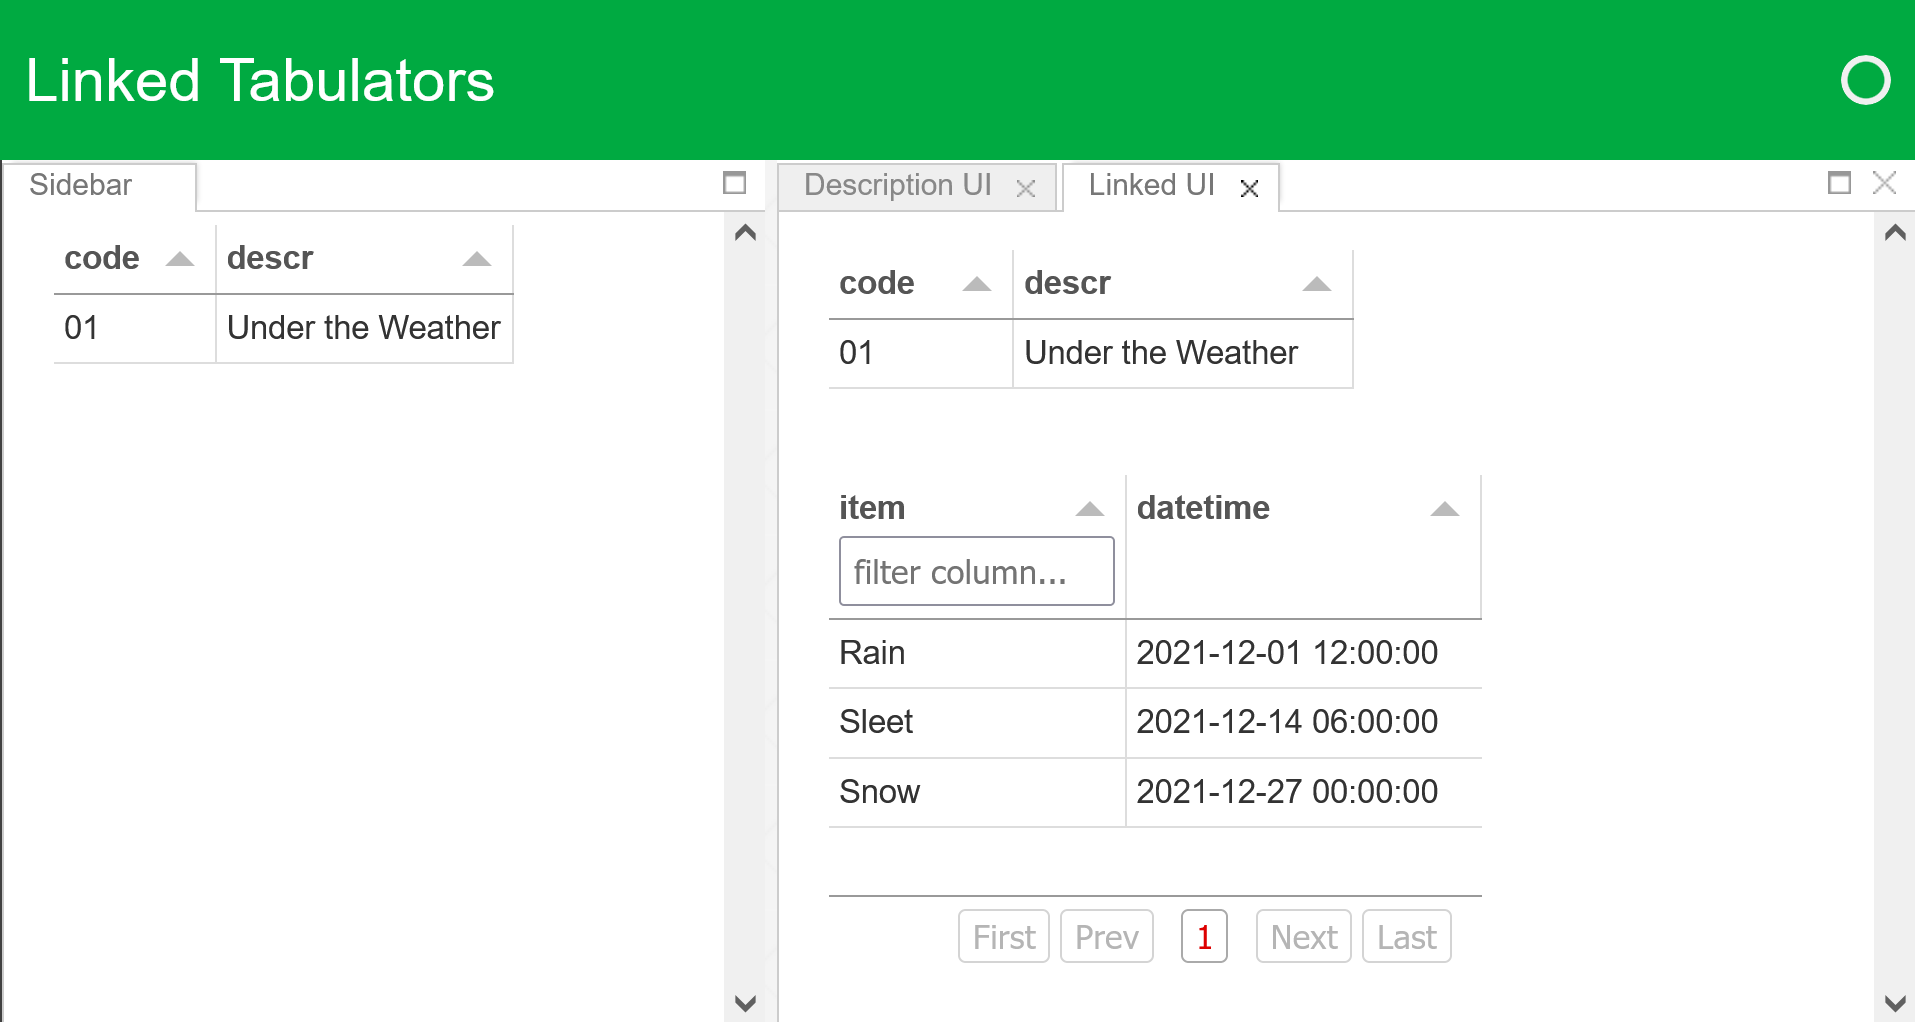 Linked Tabulators
Sidebar
code descr
01 Under the Weather
Description UI Linked UI
code descr
01 Under the Weather
item datetime
filter column...
Rain 2021-12-01 12:00:00
Sleet 2021-12-14 06:00:00
Snow 2021-12-27 00:00:00
First Prev 1 Next Last